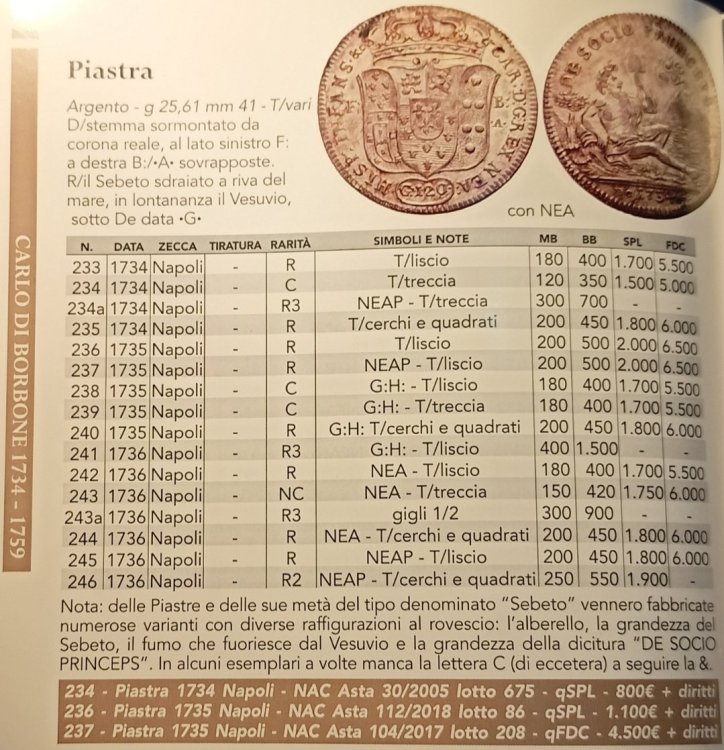 CARLO DI BORBONE 1734 - 1759
Piastra
Argento - g 25,61 mm 41 - T/vari
D/stemma sormontato da
corona reale, al lato sinistro F:
a destra B:/•A• sovrapposte.
R/il Sebeto sdraiato a riva del
mare, in lontananza il Vesuvio,
sotto De data •G•
con NEA
N. DATA ZECCA TIRATURA RARITÀ SIMBOLI E NOTE MB BB SPL FDC
233 1734 Napoli - R T/liscio 180 400 1.700 5.500
234 1734 Napoli - C T/treccia 120 350 1.500 5.000
234a 1734 Napoli - R3 NEAP - T/treccia 300 700 - -
235 1734 Napoli - R T/cerchi e quadrati 200 450 1.800 6.000
236 1735 Napoli - R T/liscio 200 500 2.000 6.500
237 1735 Napoli - R NEAP - T/liscio 200 500 2.000 6.500
238 1735 Napoli - C G:H: - T/liscio 180 400 1.700 5.500
239 1735 Napoli - C G:H: - T/treccia 180 400 1.700 5.500
240 1735 Napoli - R G:H: T/cerchi e quadrati 200 450 1.800 6.000
241 1736 Napoli - R3 G:H: - T/liscio 400 1.500 - -
242 1736 Napoli - R NEA - T/liscio 180 400 1.700 5.500
243 1736 Napoli - NC NEA - T/treccia 150 420 1.750 6.000
243a 1736 Napoli - R3 gigli 1/2 300 900 - -
244 1736 Napoli - R NEA - T/cerchi e quadrati 200 450 1.800 6.000
245 1736 Napoli - R NEAP - T/liscio 200 450 1.800 6.000
246 1736 Napoli - R2 NEAP - T/cerchi e quadrati 250 550 1.900 -
Nota: delle Piastre e delle sue metà del tipo denominato "Sebeto" vennero fabbricate
numerose varianti con diverse raffigurazioni al rovescio: l'alberello, la grandezza del
Sebeto, il fumo che fuoriesce dal Vesuvio e la grandezza della dicitura "DE SOCIO
PRINCEPS". In alcuni esemplari a volte manca la lettera C (di eccetera) a seguire la &.
234 - Piastra 1734 Napoli - NAC Asta 30/2005 lotto 675 - qSPL - 800€ + diritti
236 - Piastra 1735 Napoli - NAC Asta 112/2018 lotto 86 - qSPL - 1.100€ + diritti
237 - Piastra 1735 Napoli - NAC Asta 104/2017 lotto 208 - qFDC - 4.500€ + diritti